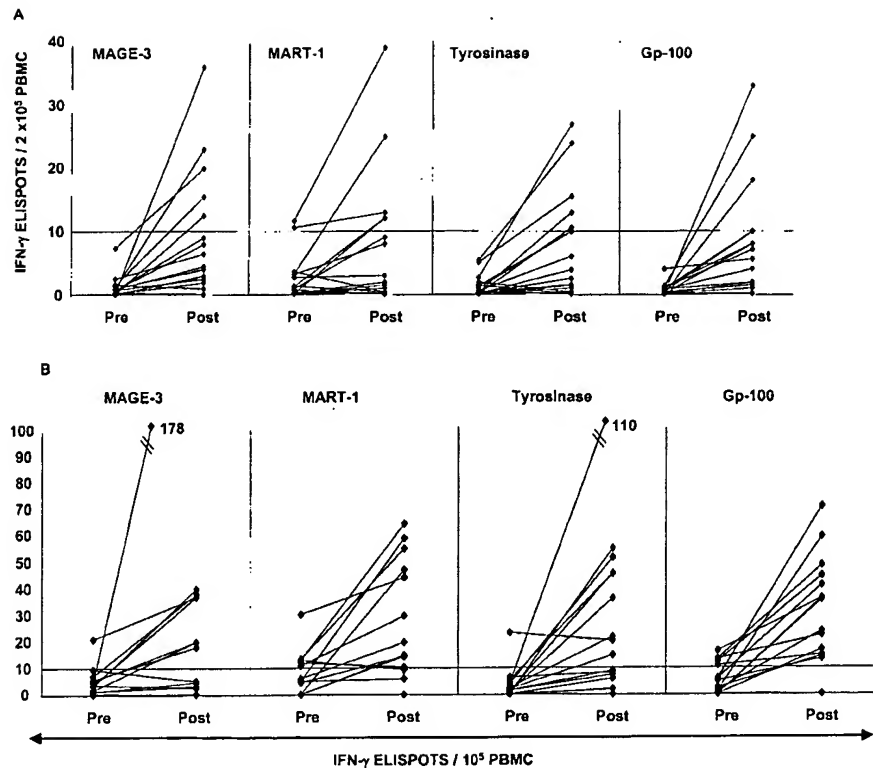 A
MAGE-3 MART-1 Tyrosinase Gp-100
IFN-γ ELISPOTS / 2 x10⁵ PBMC
40
30
20
10
0
Pre Post Pre Post Pre Post Pre Post
B
MAGE-3 MART-1 Tyrosinase Gp-100
178 110
100
90
80
70
60
50
40
30
20
10
0
Pre Post Pre Post Pre Post Pre Post
IFN-γ ELISPOTS / 10⁵ PBMC